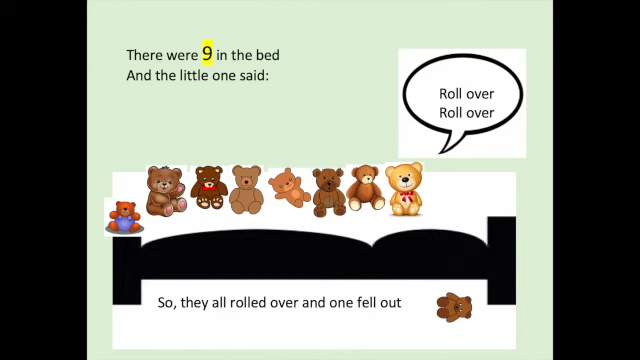 There were 9 in the bed
And the little one said:
Roll over
Roll over
So, they all rolled over and one fell out